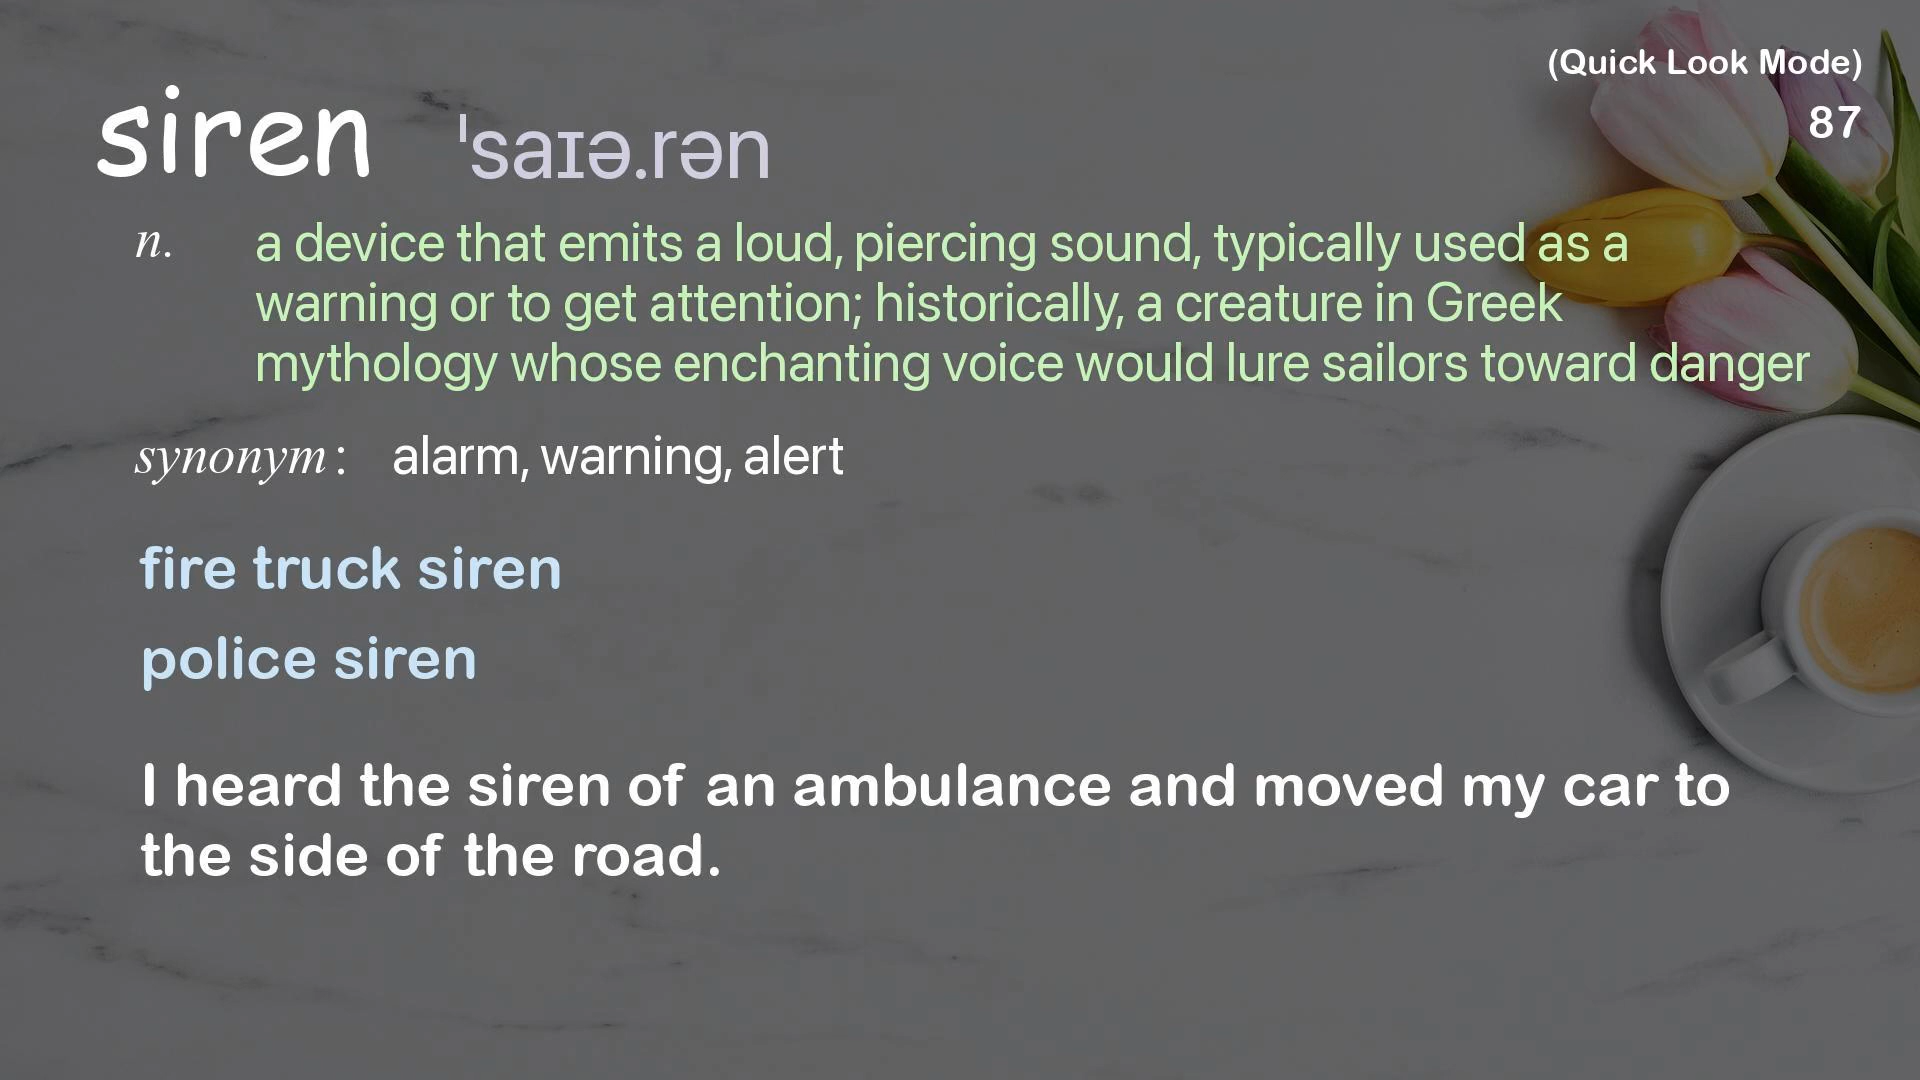 (Quick Look Mode)
87
siren ˈsaɪə.rən
n. a device that emits a loud, piercing sound, typically used as a
warning or to get attention; historically, a creature in Greek
mythology whose enchanting voice would lure sailors toward danger
synonym: alarm, warning, alert
fire truck siren
police siren
I heard the siren of an ambulance and moved my car to
the side of the road.